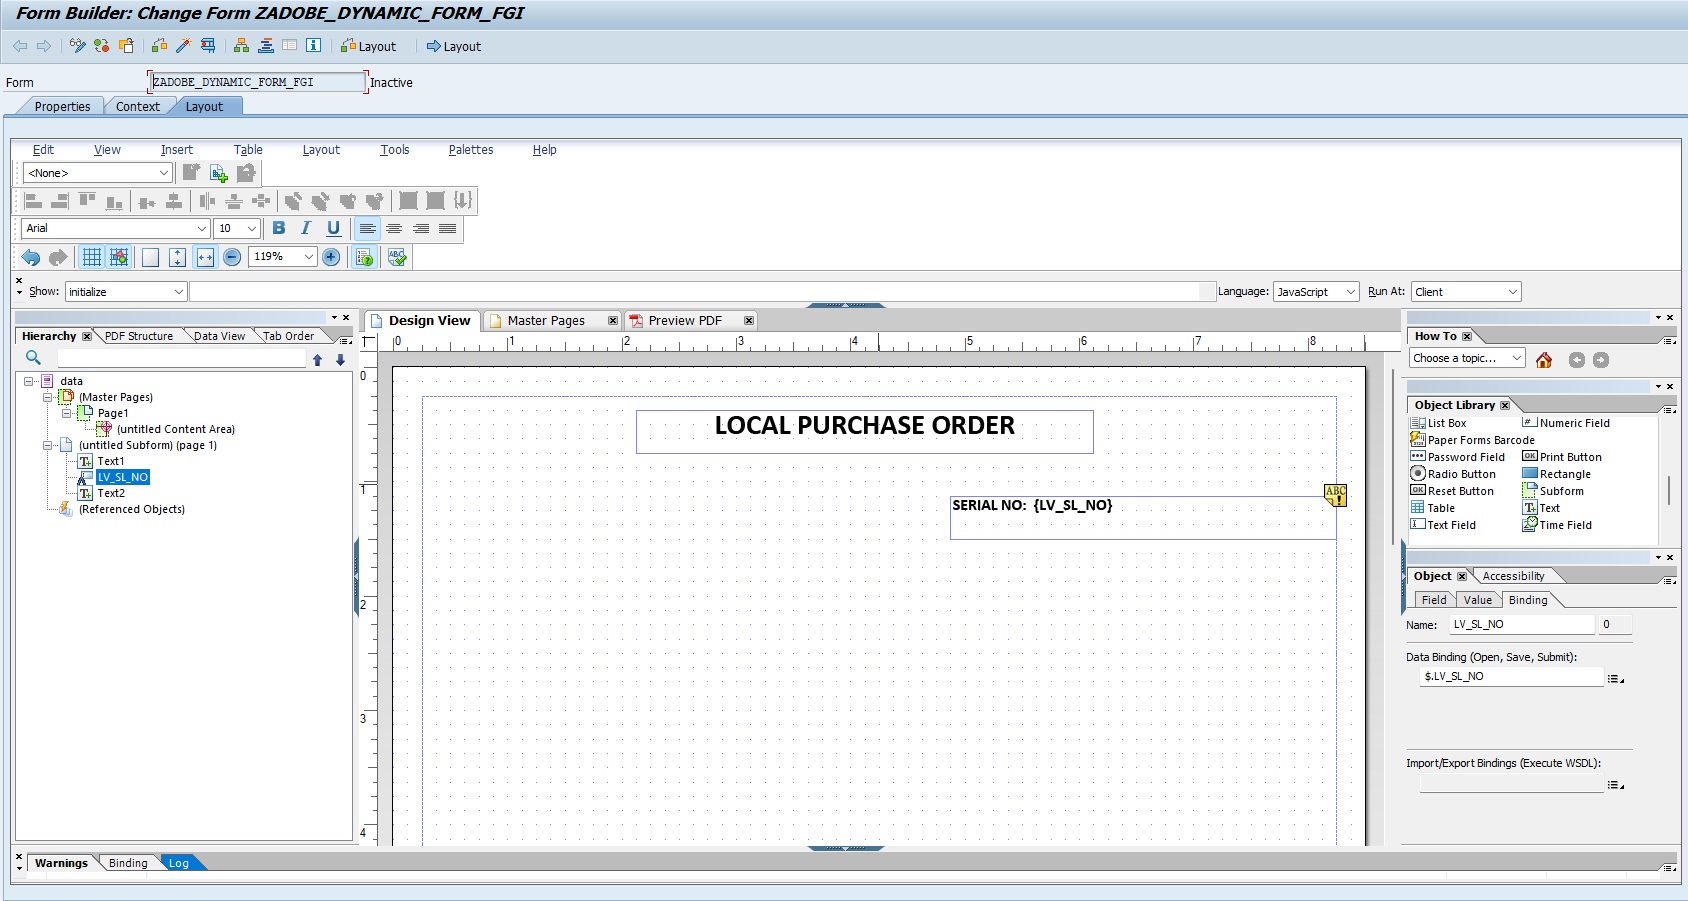 Form Builder: Change Form ZADOBE_DYNAMIC_FORM_FGI
Layout Layout
Form ZADOBE_DYNAMIC_FORM_FGI Inactive
Properties Context Layout
Edit View Insert Table Layout Tools Palettes Help
<None>
Arial 10 B I U
119% ABC
Show: initialize Language: JavaScript Run At: Client
Hierarchy PDF Structure Data View Tab Order
data
(Master Pages)
Page1
(untitled Content Area)
(untitled Subform) (page 1)
Text1
LV_SL_NO
Text2
(Referenced Objects)
Design View Master Pages Preview PDF
0 1 2 3 4 5 6 7 8
0
1
2
3
4
LOCAL PURCHASE ORDER
ABC
SERIAL NO: {LV_SL_NO}
How To
Choose a topic...
Object Library
List Box Numeric Field
Paper Forms Barcode
Password Field OK Print Button
Radio Button Rectangle
OK Reset Button Subform
Table Text
Text Field Time Field
Object Accessibility
Field Value Binding
Name: LV_SL_NO 0
Data Binding (Open, Save, Submit):
$.LV_SL_NO
Import/Export Bindings (Execute WSDL):
Warnings Binding Log